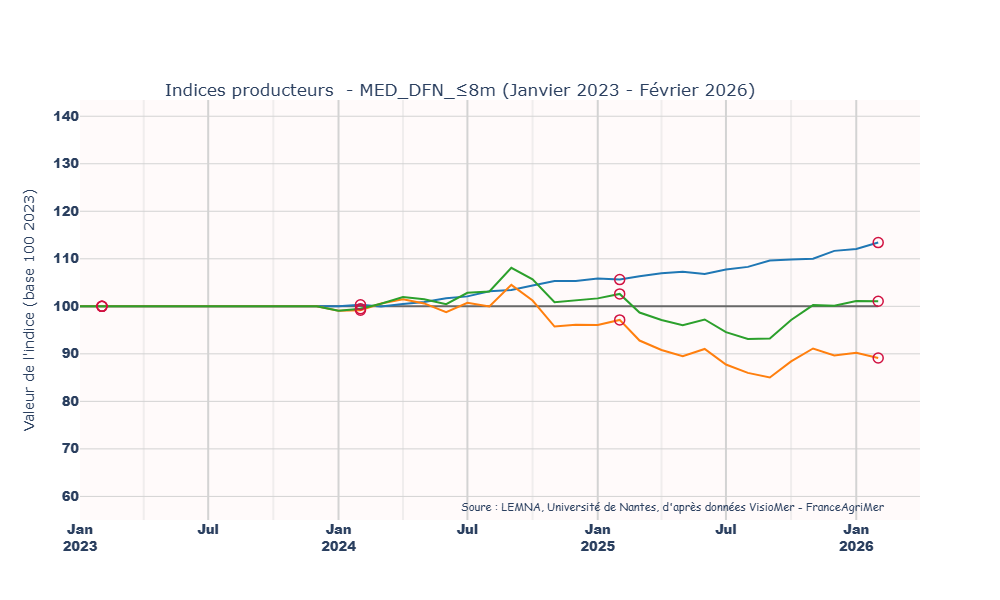 Indices producteurs - MED_DFN_≤8m (Janvier 2023 - Février 2026)
Valeur de l'indice (base 100 2023)
140
130
120
110
100
90
80
70
60
Soure : LEMNA, Université de Nantes, d'après données VisioMer - FranceAgriMer
Jan Jul Jan Jul Jan Jul Jan
2023 2024 2025 2026